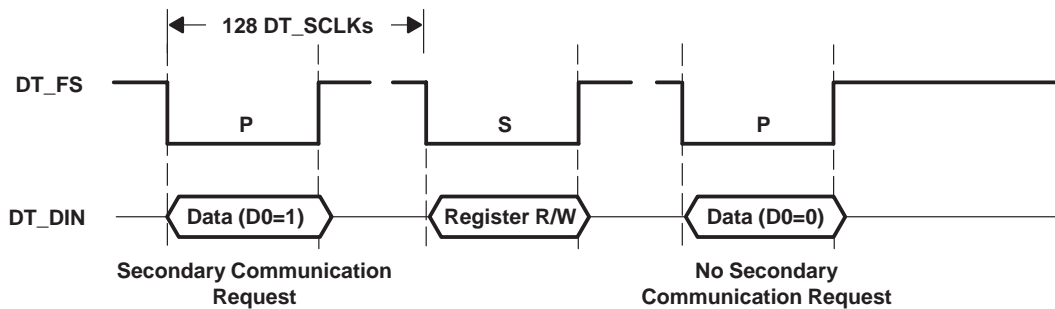 128 DT_SCLKs
DT_FS
P
S
P
DT_DIN
Data (D0=1)
Register R/W
Data (D0=0)
Secondary Communication
Request
No Secondary
Communication Request